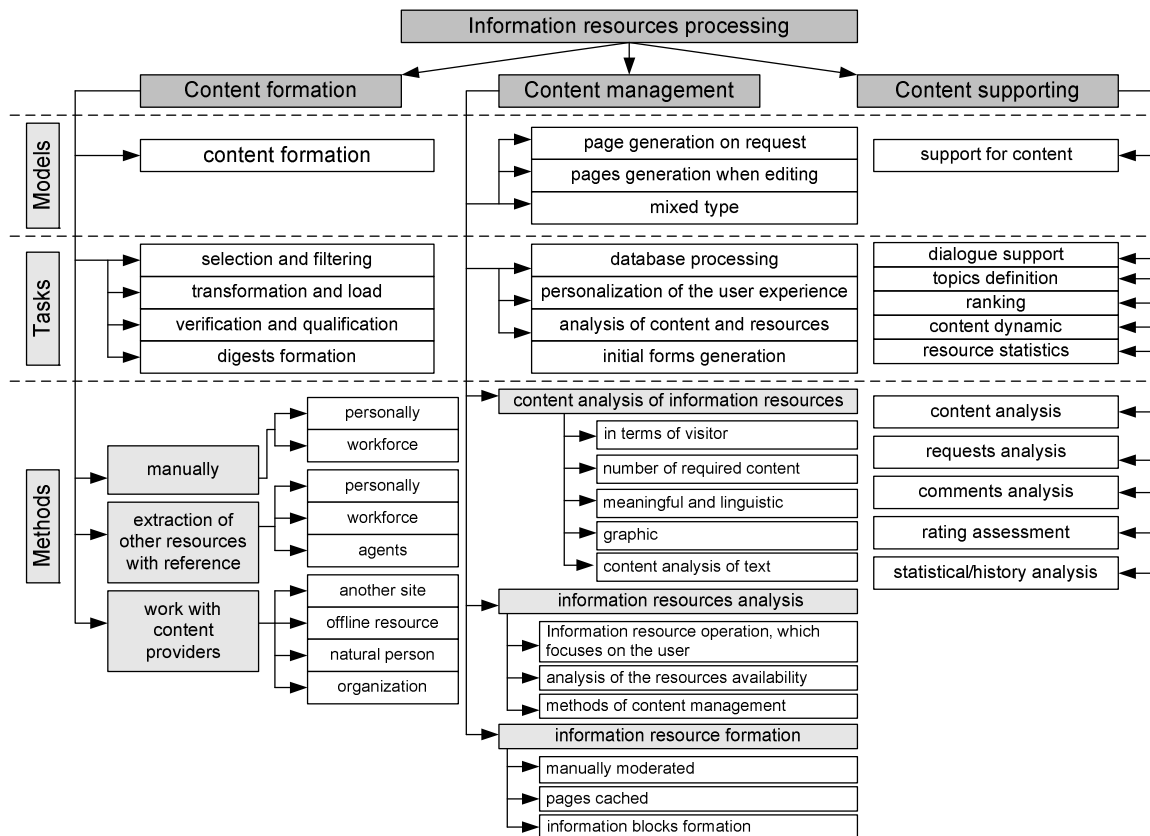 Information resources processing
Content formation
Content management
Content supporting
Models
content formation
page generation on request
pages generation when editing
mixed type
support for content
Tasks
selection and filtering
transformation and load
verification and qualification
digests formation
database processing
personalization of the user experience
analysis of content and resources
initial forms generation
dialogue support
topics definition
ranking
content dynamic
resource statistics
Methods
manually
personally
workforce
extraction of
other resources
with reference
personally
workforce
agents
work with
content
providers
another site
offline resource
natural person
organization
content analysis of information resources
in terms of visitor
number of required content
meaningful and linguistic
graphic
content analysis of text
information resources analysis
Information resource operation, which
focuses on the user
analysis of the resources availability
methods of content management
information resource formation
manually moderated
pages cached
information blocks formation
content analysis
requests analysis
comments analysis
rating assessment
statistical/history analysis